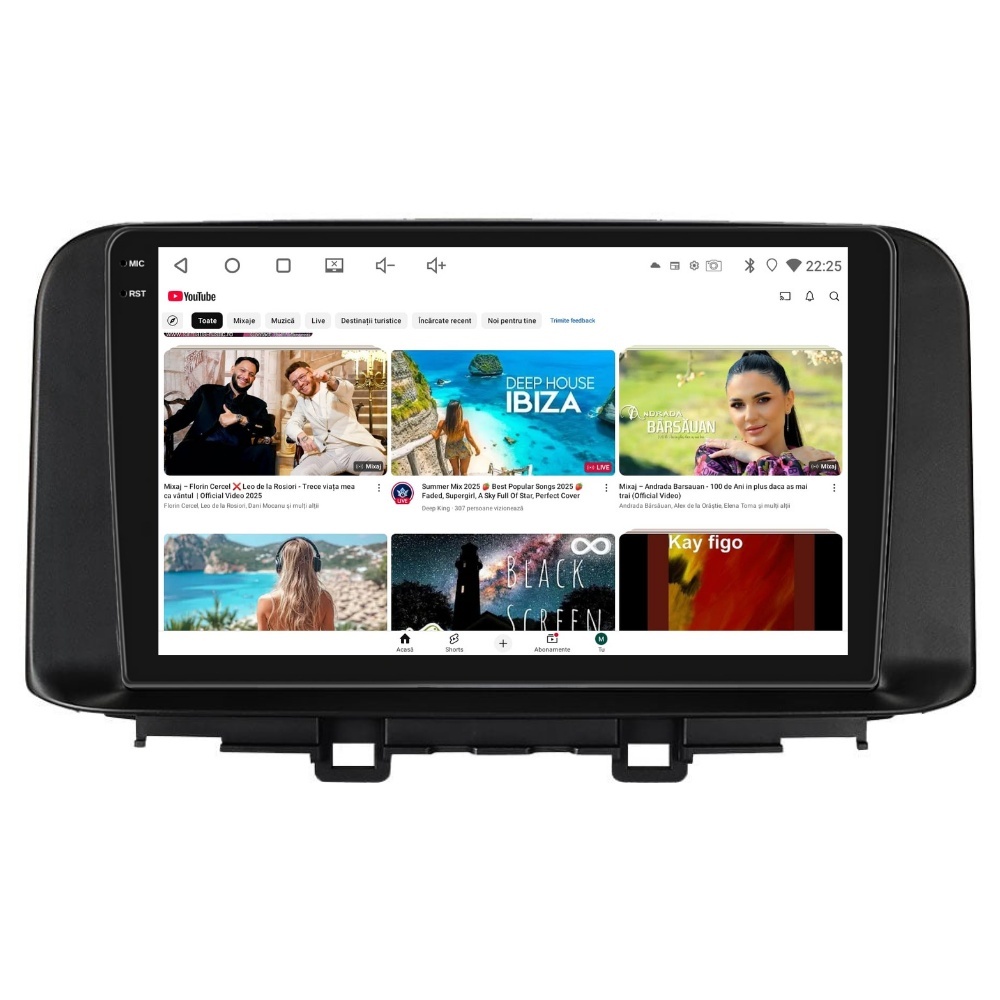 MIC
RST
22:25
YouTube
Toate
Mixaje
Muzică
Live
Destinații turistice
Încărcate recent
Noi pentru tine
Trimite feedback
Mixaj
DEEP HOUSE
IBIZA
LIVE
BÂRSĂUAN
Mixaj
Mixaj – Florin Cercel ❌ Leo de la Rosiori - Trece viața mea
ca vântul | Official Video 2025
Florin Cercel, Leo de la Rosiori, Dani Mocanu și mulți alții
LIVE
Summer Mix 2025 🍓 Best Popular Songs 2025 🍓
Faded, Supergirl, A Sky Full Of Star, Perfect Cover
Deep King · 307 persoane vizionează
Mixaj – Andrada Barsauan - 100 de Ani in plus daca as mai
trai (Official Video)
Andrada Bârsăuan, Alex de la Orăștie, Elena Toma și mulți alții
BLACK
SCREEN
Kay figo
Acasă
Shorts
Abonamente
M
Tu